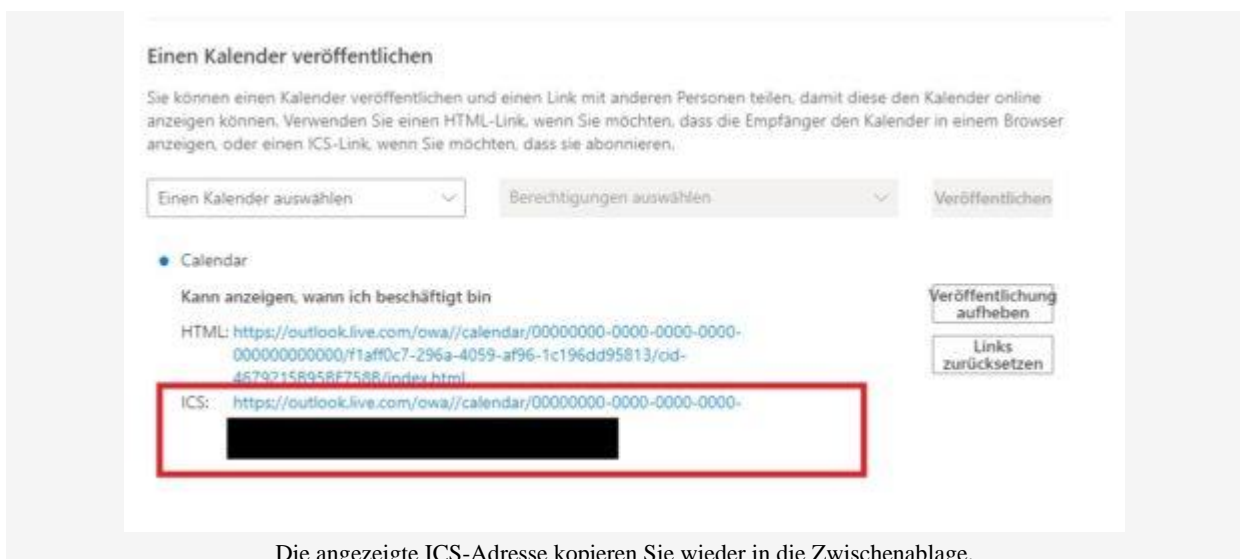 Einen Kalender veröffentlichen
Sie können einen Kalender veröffentlichen und einen Link mit anderen Personen teilen, damit diese den Kalender online
anzeigen können. Verwenden Sie einen HTML-Link, wenn Sie möchten, dass die Empfänger den Kalender in einem Browser
anzeigen, oder einen ICS-Link, wenn Sie möchten, dass sie abonnieren.
Einen Kalender auswählen Berechtigungen auswählen Veröffentlichen
Calendar
Kann anzeigen, wann ich beschäftigt bin
Veröffentlichung
aufheben
HTML: https://outlook.live.com/owa//calendar/00000000-0000-0000-0000-
000000000000/f1aff0c7-296a-4059-af96-1c196dd95813/cid-
46792158958F758B/index.html
Links
zurücksetzen
ICS: https://outlook.live.com/owa//calendar/00000000-0000-0000-0000-
Die angezeigte ICS-Adresse kopieren Sie wieder in die Zwischenablage.